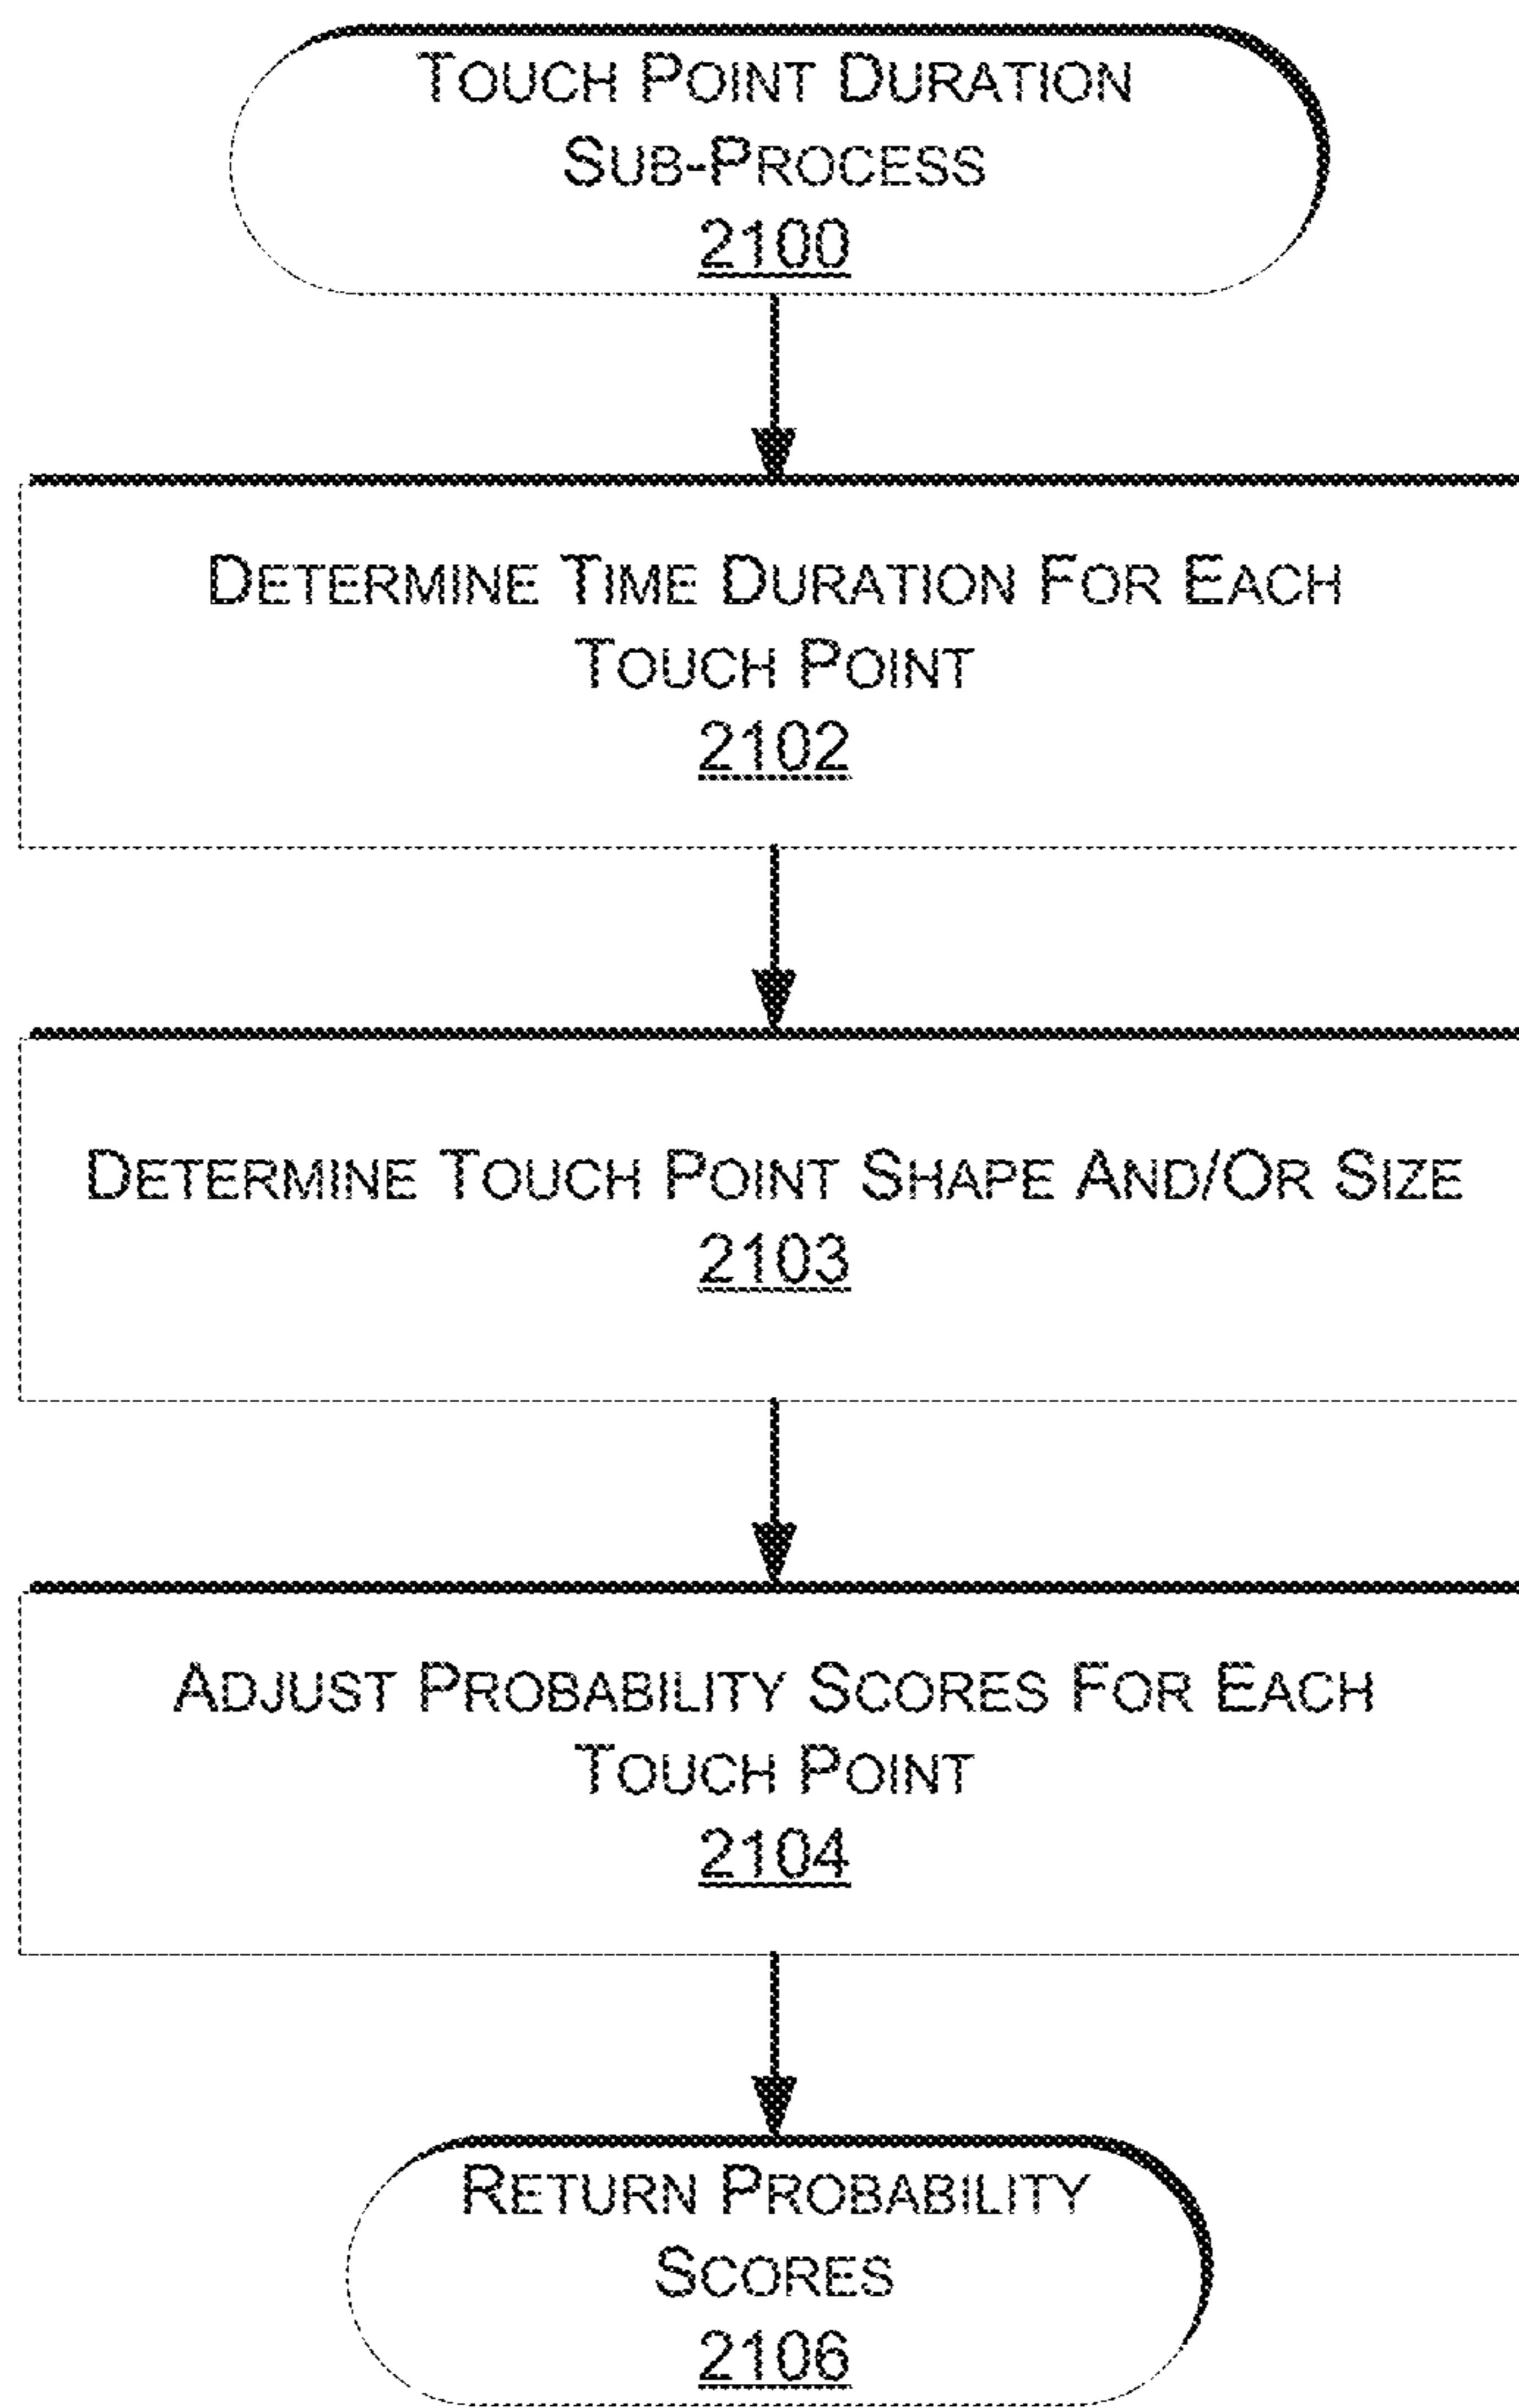 TOUCH POINT DURATION
SUB-PROCESS
2100
DETERMINE TIME DURATION FOR EACH
TOUCH POINT
2102
DETERMINE TOUCH POINT SHAPE AND/OR SIZE
2103
ADJUST PROBABILITY SCORES FOR EACH
TOUCH POINT
2104
RETURN PROBABILITY
SCORES
2106